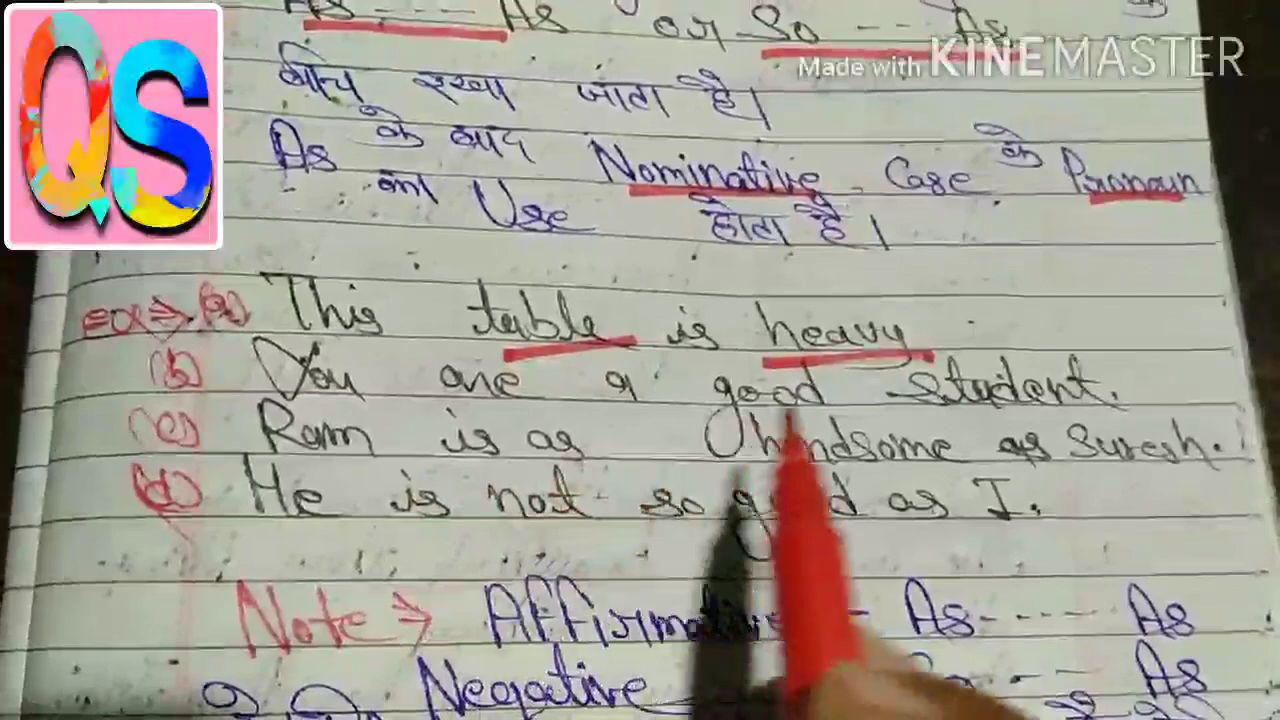 As ---- As या So --- As
Made with KINEMASTER
QS
बीच रखा जाता है।
As के बाद Nominative Case के Pronoun
का Use होता है।
Ex⇒ (a) This table is heavy.
(b) You are a good student.
(c) Ram is as handsome as Suresh.
(d) He is not so good as I.
Note ⇒ Affirmative - As---- As
Negative As